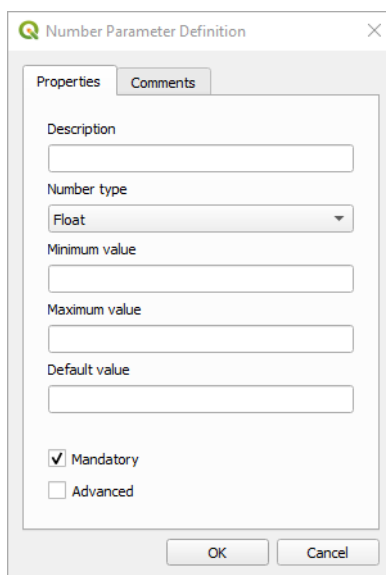 Number Parameter Definition
Properties Comments
Description
Number type
Float
Minimum value
Maximum value
Default value
Mandatory
Advanced
OK Cancel